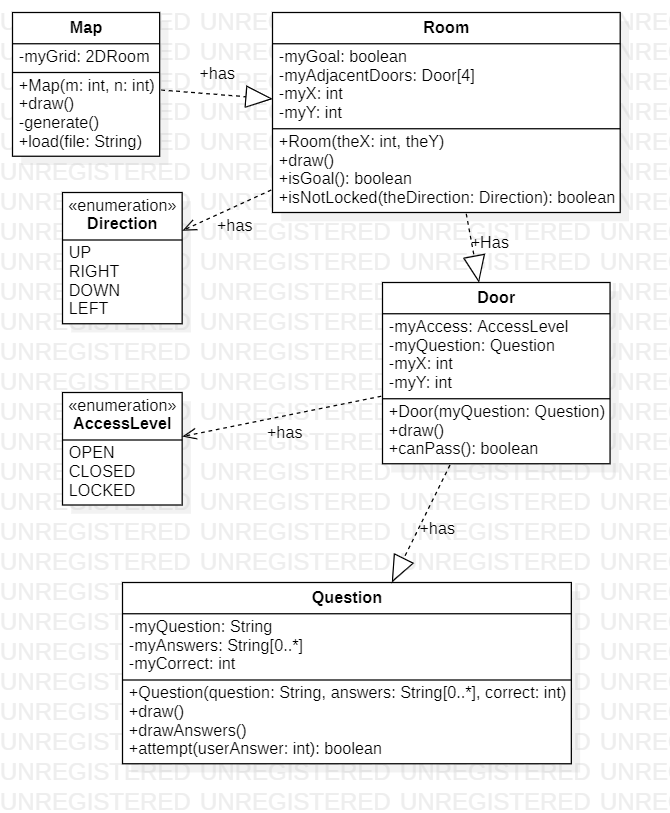 Map
-myGrid: 2DRoom
+Map(m: int, n: int)
+draw()
-generate()
+load(file: String)
+has
Room
-myGoal: boolean
-myAdjacentDoors: Door[4]
-myX: int
-myY: int
+Room(theX: int, theY)
+draw()
+isGoal(): boolean
+isNotLocked(theDirection: Direction): boolean
«enumeration»
Direction
UP
RIGHT
DOWN
LEFT
+has
+Has
Door
-myAccess: AccessLevel
-myQuestion: Question
-myX: int
-myY: int
+Door(myQuestion: Question)
+draw()
+canPass(): boolean
«enumeration»
AccessLevel
OPEN
CLOSED
LOCKED
+has
+has
Question
-myQuestion: String
-myAnswers: String[0..*]
-myCorrect: int
+Question(question: String, answers: String[0..*], correct: int)
+draw()
+drawAnswers()
+attempt(userAnswer: int): boolean
UNREGISTERED UNREGISTERED UNREGISTERED UNREGISTERED